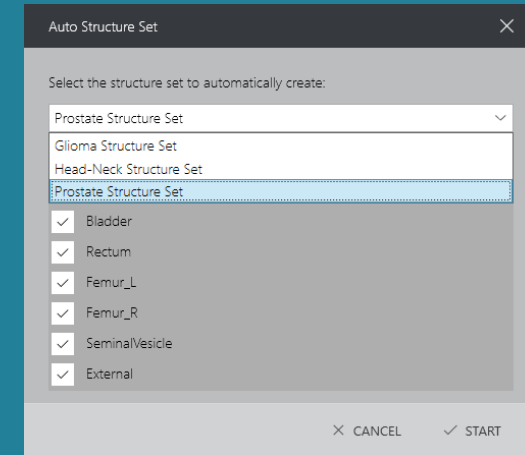 Auto Structure Set
Select the structure set to automatically create:
Prostate Structure Set
Glioma Structure Set
Head-Neck Structure Set
Prostate Structure Set
Bladder
Rectum
Femur_L
Femur_R
SeminalVesicle
External
CANCEL
START